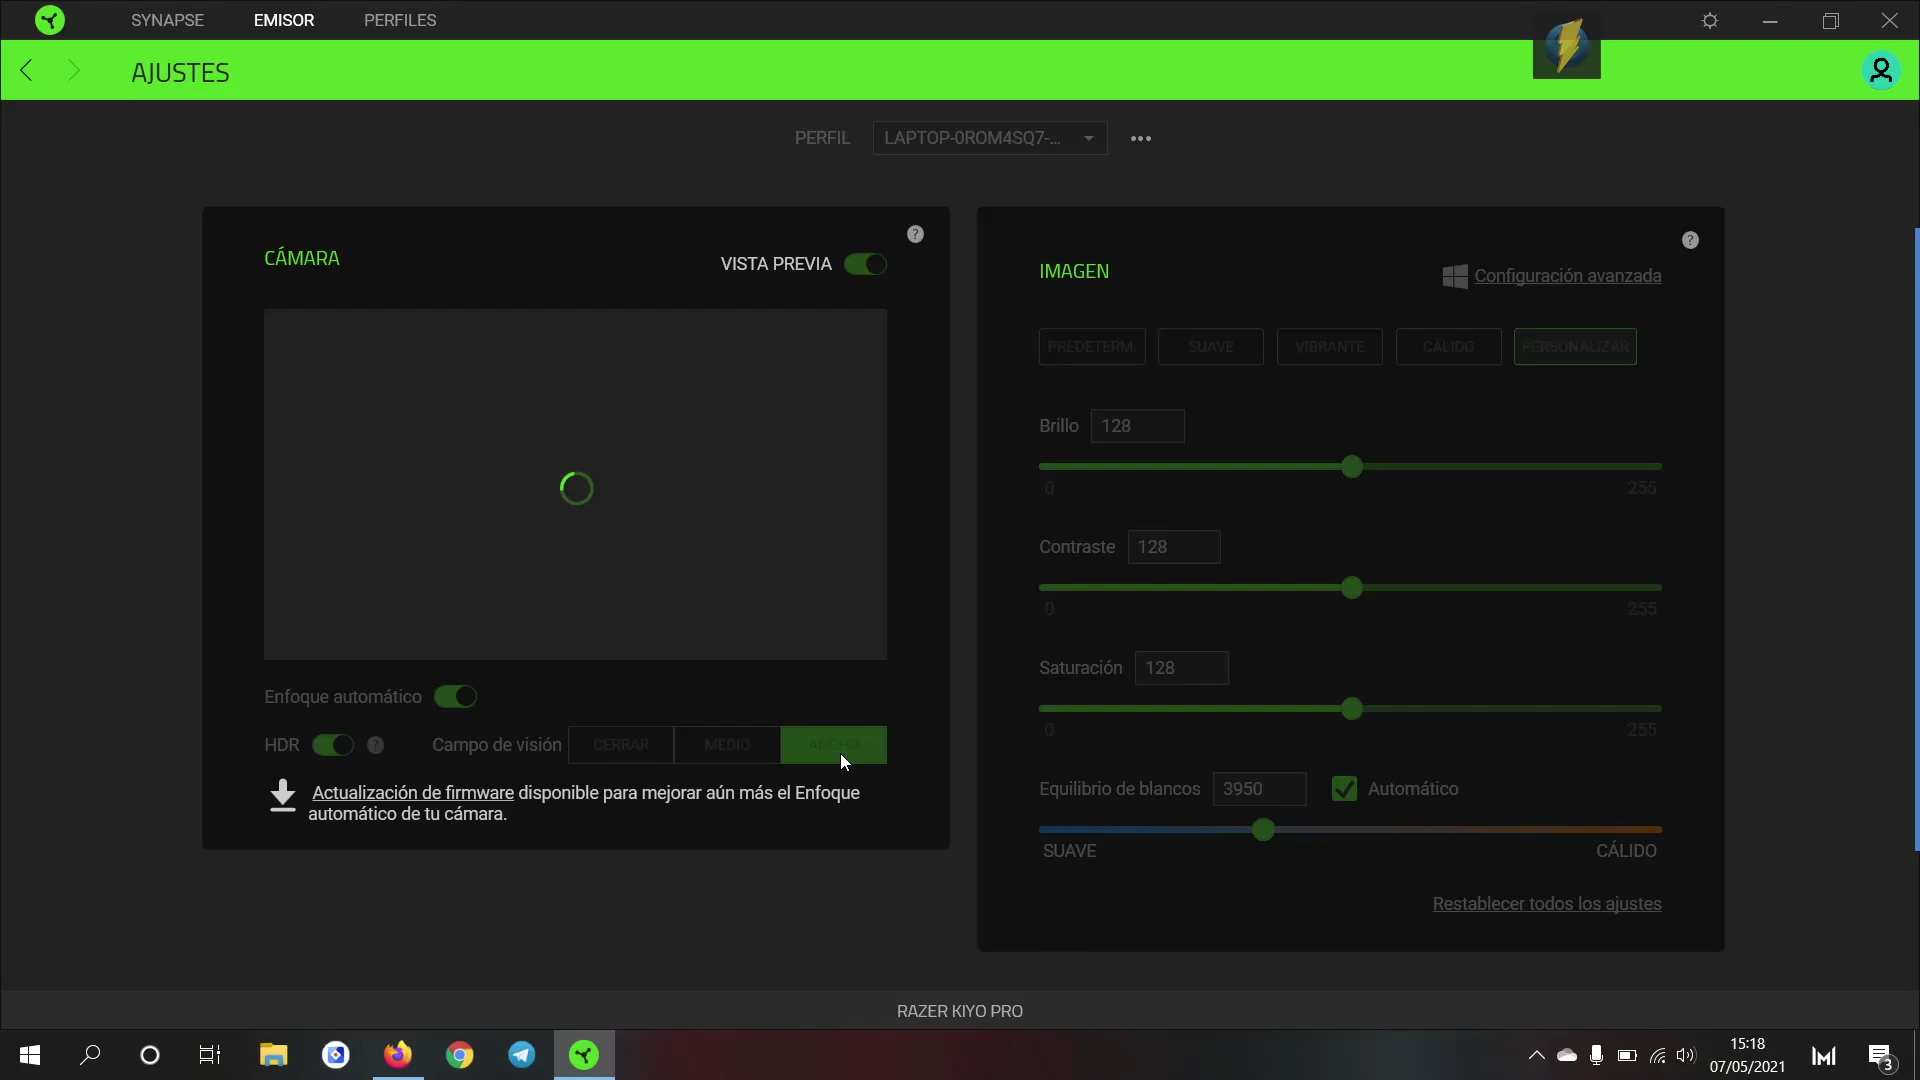 SYNAPSE EMISOR PERFILES
AJUSTES
PERFIL LAPTOP-0ROM4SQ7-...
CÁMARA
VISTA PREVIA
?
Enfoque automático
HDR ? Campo de visión CERRAR MEDIO ANCHO
Actualización de firmware disponible para mejorar aún más el Enfoque
automático de tu cámara.
?
IMAGEN
Configuración avanzada
PREDETERM. SUAVE VIBRANTE CÁLIDO PERSONALIZAR
Brillo 128
0 255
Contraste 128
0 255
Saturación 128
0 255
Equilibrio de blancos 3950 Automático
SUAVE CÁLIDO
Restablecer todos los ajustes
RAZER KIYO PRO
15:18
07/05/2021
3